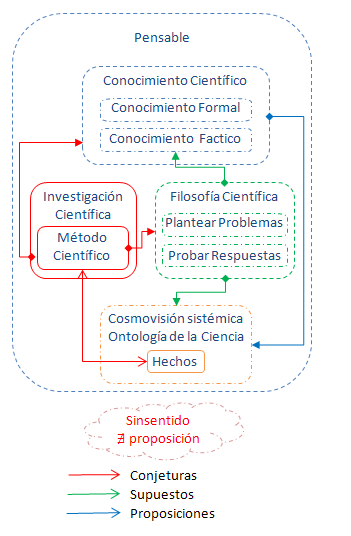 Pensable
Conocimiento Científico
Conocimiento Formal
Conocimiento Factico
Investigación
Científica
Método
Científico
Filosofía Científica
Plantear Problemas
Probar Respuestas
Cosmovisión sistémica
Ontología de la Ciencia
Hechos
Sinsentido
∄ proposición
Conjeturas
Supuestos
Proposiciones